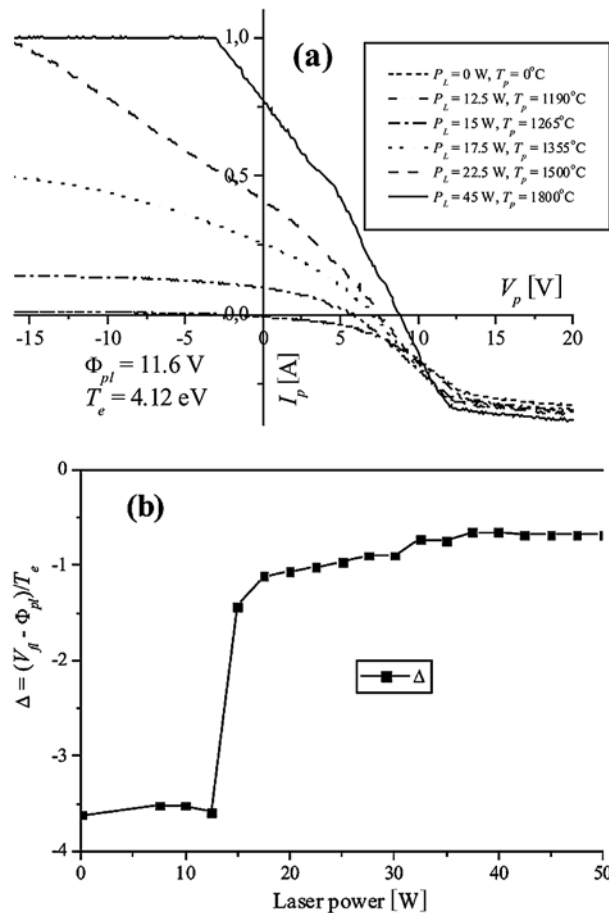 (a)
P_L = 0 W, T_p = 0°C
P_L = 12.5 W, T_p = 1190°C
P_L = 15 W, T_p = 1265°C
P_L = 17.5 W, T_p = 1355°C
P_L = 22.5 W, T_p = 1500°C
P_L = 45 W, T_p = 1800°C
1,0
0,5
0,0
V_p [V]
-15 -10 -5 0 5 10 15 20
Φ_pl = 11.6 V
T_e = 4.12 eV
I_p [A]
(b)
0
-1
-2
-3
-4
Δ = (V_fl - Φ_pl)/T_e
Δ
0 10 20 30 40 50
Laser power [W]